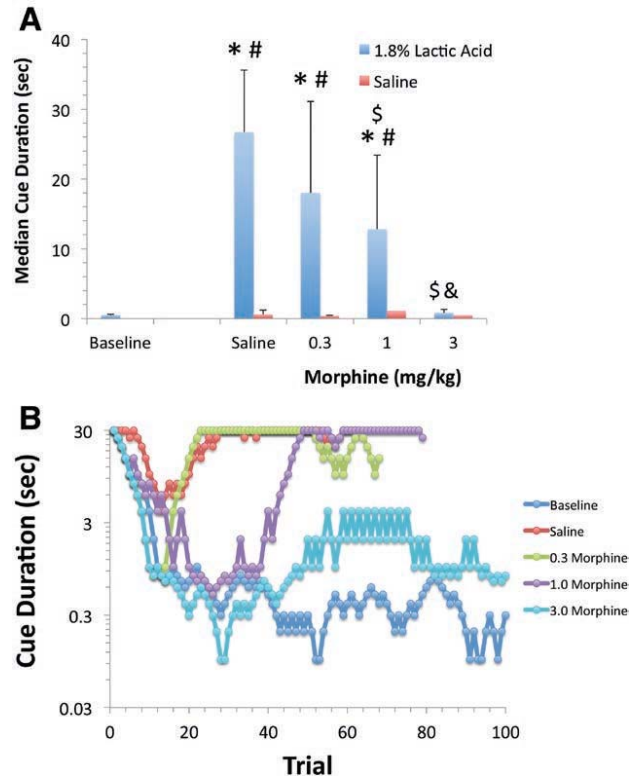 A
Median Cue Duration (sec)
40
30
20
10
0
1.8% Lactic Acid
Saline
* #
* #
$
* #
$ &
Baseline
Saline
0.3
1
3
Morphine (mg/kg)
B
Cue Duration (sec)
30
3
0.3
0.03
0
20
40
60
80
100
Trial
Baseline
Saline
0.3 Morphine
1.0 Morphine
3.0 Morphine